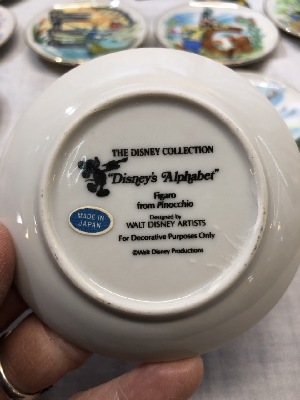 THE DISNEY COLLECTION
"Disney's Alphabet"
Figaro
from Pinocchio
MADE IN
JAPAN
Designed by
WALT DISNEY ARTISTS
For Decorative Purposes Only
©Walt Disney Productions